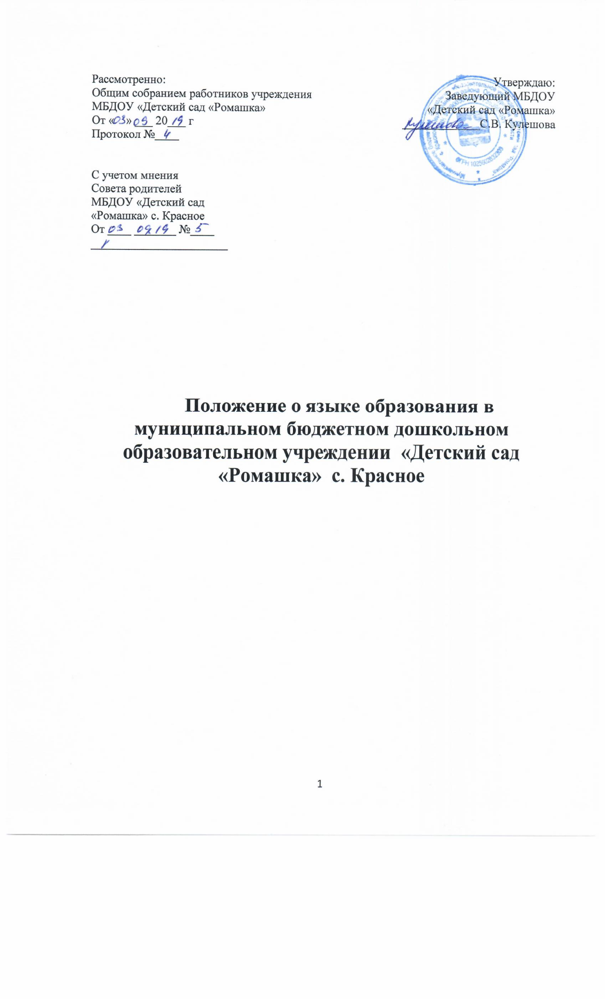 Рассмотренно:
Общим собранием работников учреждения
МБДОУ «Детский сад «Ромашка»
От «03» 09 20 19 г
Протокол № 4
Утверждаю:
Заведующий МБДОУ
«Детский сад «Ромашка»
С.В. Кулешова
ОГРН 1025602832309
С учетом мнения
Совета родителей
МБДОУ «Детский сад
«Ромашка» с. Красное
От 03 09 19 № 5
Положение о языке образования в
муниципальном бюджетном дошкольном
образовательном учреждении «Детский сад
«Ромашка» с. Красное
1